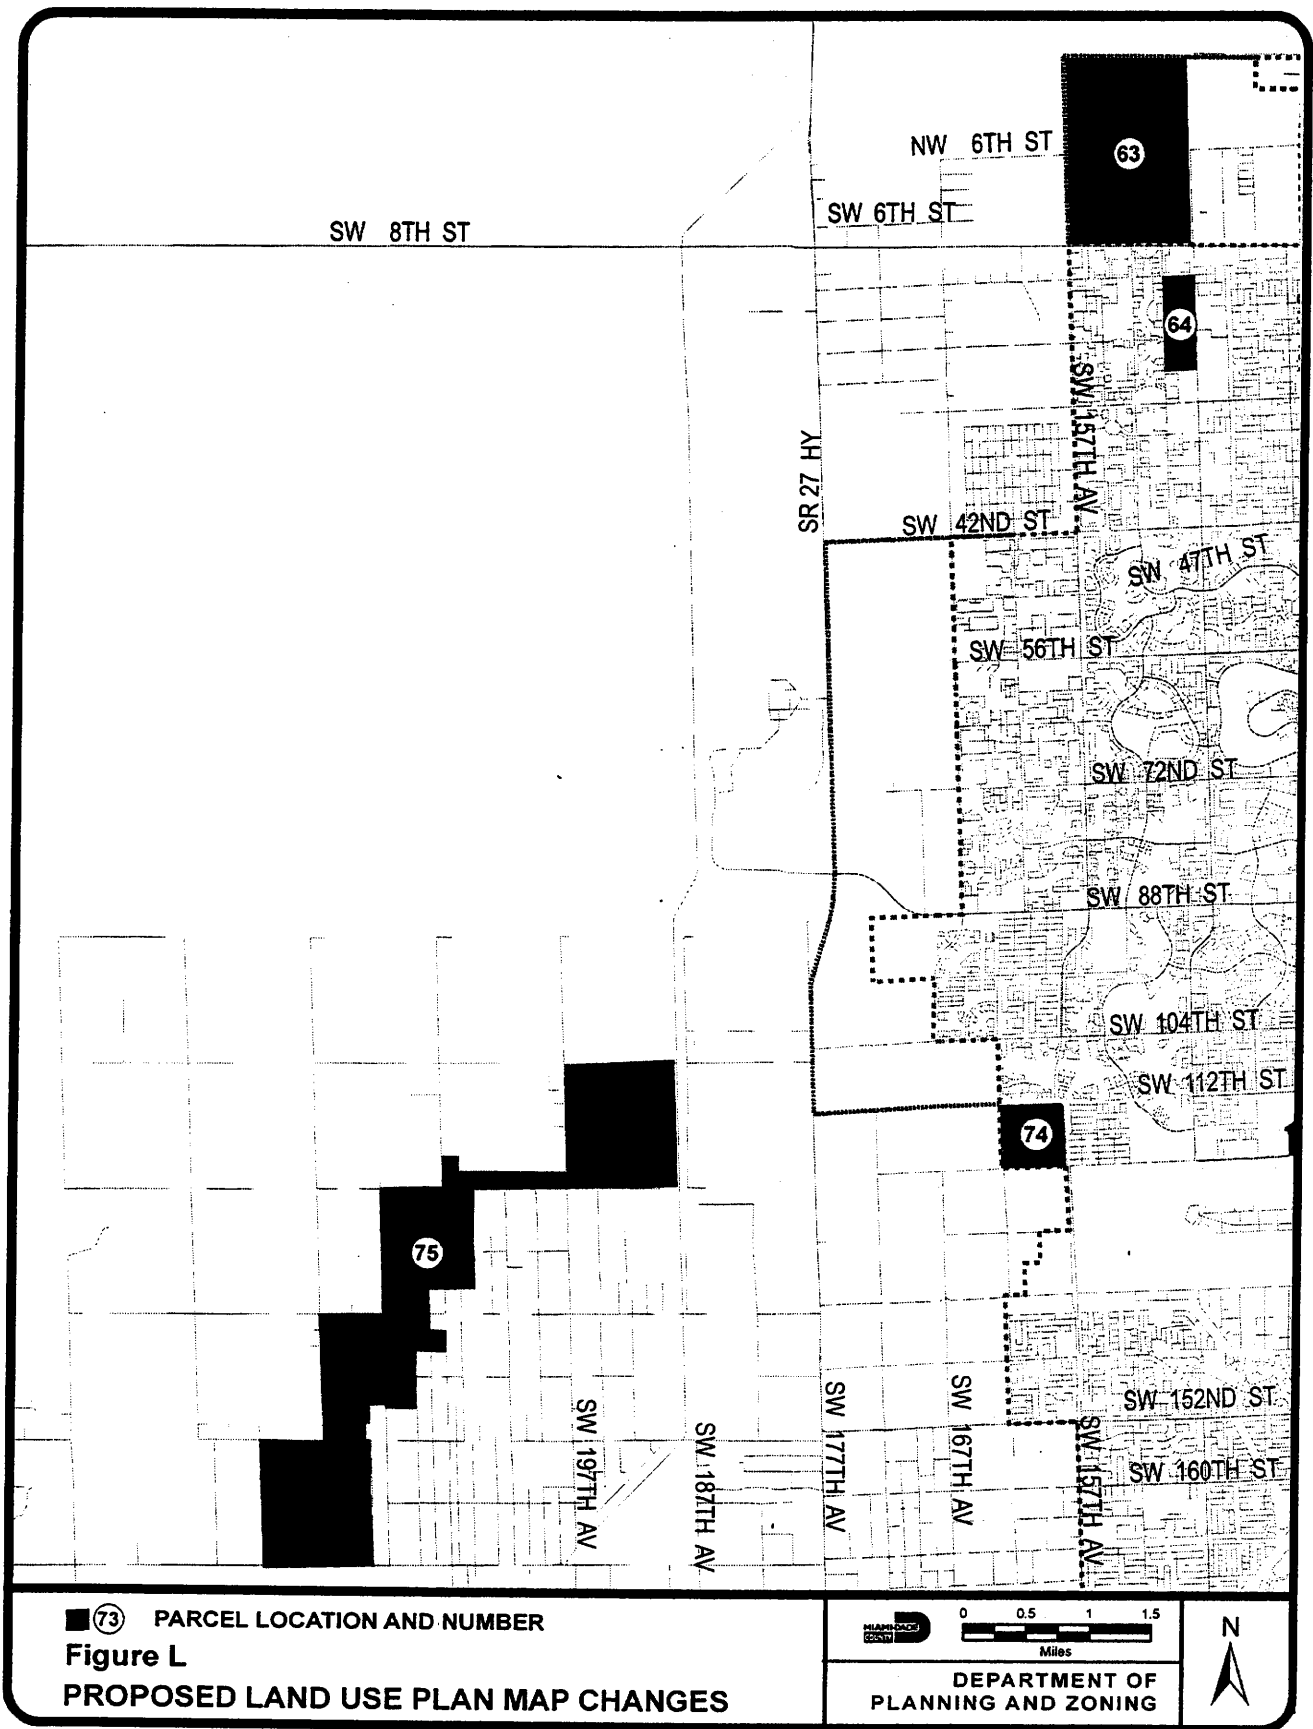 NW 6TH ST
63
SW 6TH ST
SW 8TH ST
64
SW 157TH AV
SR 27 HY
SW 42ND ST
SW 47TH ST
SW 56TH ST
SW 72ND ST
SW 88TH ST
SW 104TH ST
SW 112TH ST
74
75
SW 152ND ST
SW 197TH AV
SW 187TH AV
SW 177TH AV
SW 167TH AV
SW 157TH AV
SW 160TH ST
73 PARCEL LOCATION AND NUMBER
Figure L
PROPOSED LAND USE PLAN MAP CHANGES
MIAMI-DADE
COUNTY
0 0.5 1 1.5
Miles
DEPARTMENT OF
PLANNING AND ZONING
N